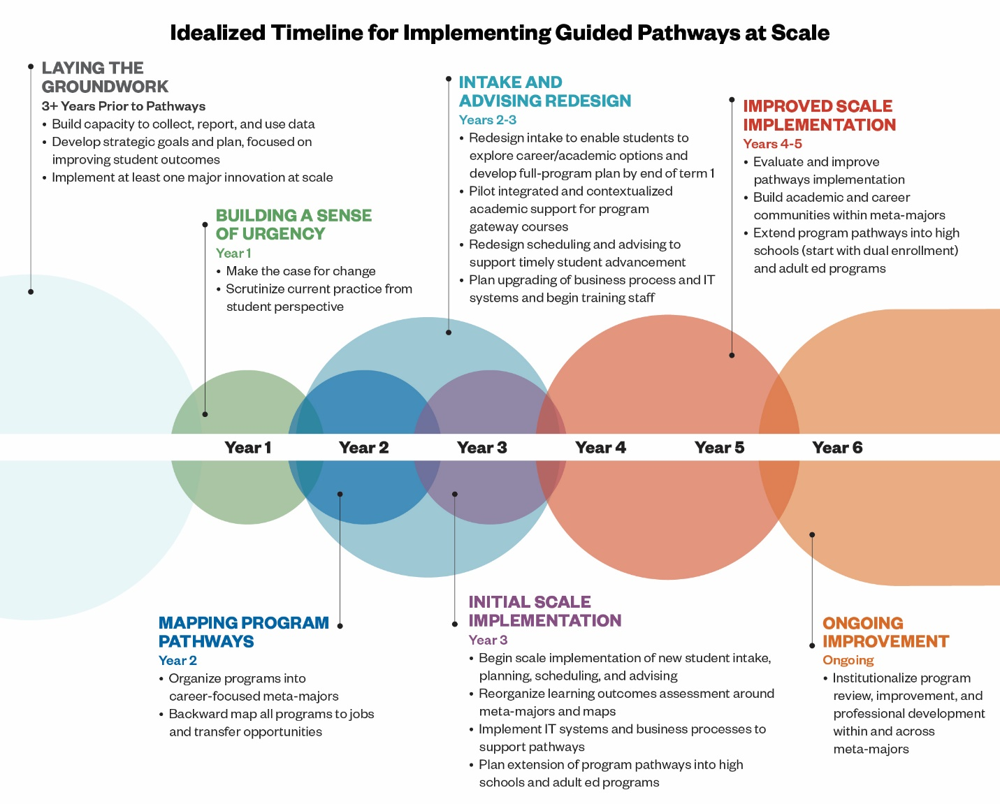 Idealized Timeline for Implementing Guided Pathways at Scale
LAYING THE
GROUNDWORK
3+ Years Prior to Pathways
• Build capacity to collect, report, and use data
• Develop strategic goals and plan, focused on
improving student outcomes
• Implement at least one major innovation at scale
BUILDING A SENSE
OF URGENCY
Year 1
• Make the case for change
• Scrutinize current practice from
student perspective
INTAKE AND
ADVISING REDESIGN
Years 2-3
• Redesign intake to enable students to
explore career/academic options and
develop full-program plan by end of term 1
• Pilot integrated and contextualized
academic support for program
gateway courses
• Redesign scheduling and advising to
support timely student advancement
• Plan upgrading of business process and IT
systems and begin training staff
IMPROVED SCALE
IMPLEMENTATION
Years 4-5
• Evaluate and improve
pathways implementation
• Build academic and career
communities within meta-majors
• Extend program pathways into high
schools (start with dual enrollment)
and adult ed programs
Year 1 Year 2 Year 3 Year 4 Year 5 Year 6
MAPPING PROGRAM
PATHWAYS
Year 2
• Organize programs into
career-focused meta-majors
• Backward map all programs to jobs
and transfer opportunities
INITIAL SCALE
IMPLEMENTATION
Year 3
• Begin scale implementation of new student intake,
planning, scheduling, and advising
• Reorganize learning outcomes assessment around
meta-majors and maps
• Implement IT systems and business processes to
support pathways
• Plan extension of program pathways into high
schools and adult ed programs
ONGOING
IMPROVEMENT
Ongoing
• Institutionalize program
review, improvement, and
professional development
within and across
meta-majors